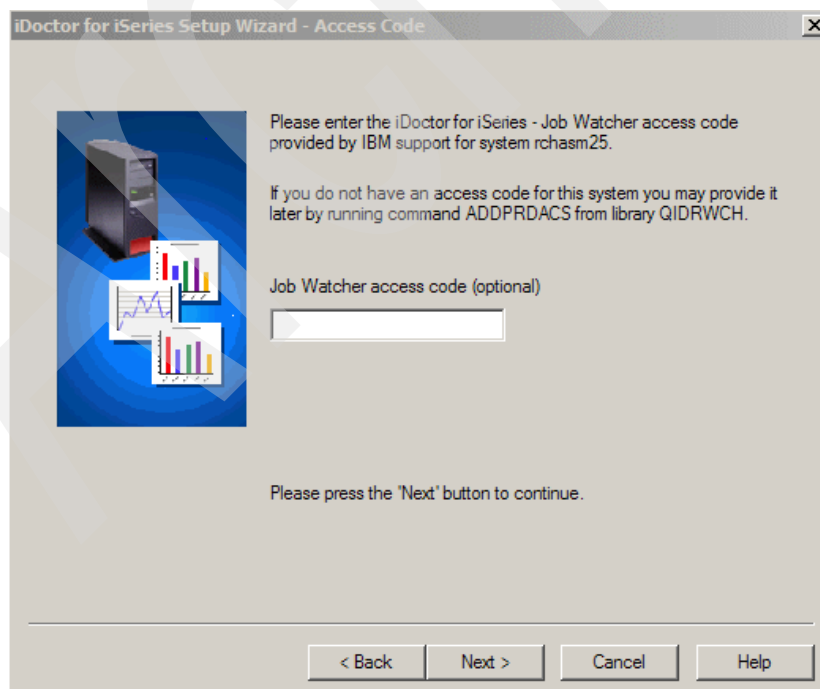 iDoctor for iSeries Setup Wizard - Access Code
Please enter the iDoctor for iSeries - Job Watcher access code
provided by IBM support for system rchasm25.
If you do not have an access code for this system you may provide it
later by running command ADDPRDACS from library QIDRWCH.
Job Watcher access code (optional)
Please press the "Next" button to continue.
< Back
Next >
Cancel
Help